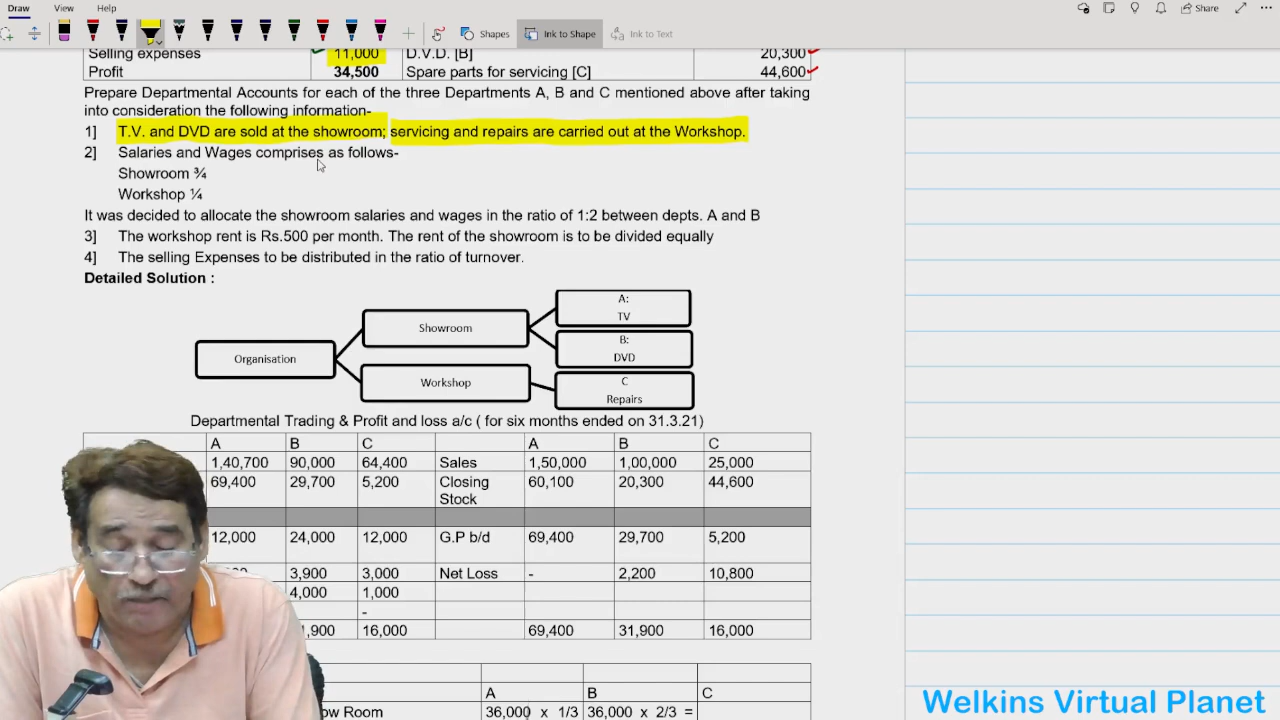 Draw View Help
Share
Shapes Ink to Shape Ink to Text
Selling expenses 11,000 D.V.D. [B] 20,300
Profit 34,500 Spare parts for servicing [C] 44,600
Prepare Departmental Accounts for each of the three Departments A, B and C mentioned above after taking
into consideration the following information-
1] T.V. and DVD are sold at the showroom; servicing and repairs are carried out at the Workshop.
2] Salaries and Wages comprises as follows-
Showroom ¾
Workshop ¼
It was decided to allocate the showroom salaries and wages in the ratio of 1:2 between depts. A and B
3] The workshop rent is Rs.500 per month. The rent of the showroom is to be divided equally
4] The selling Expenses to be distributed in the ratio of turnover.
Detailed Solution :
A:
TV
Showroom
B:
DVD
Organisation
Workshop
C
Repairs
Departmental Trading & Profit and loss a/c ( for six months ended on 31.3.21)
A B C A B C
1,40,700 90,000 64,400 Sales 1,50,000 1,00,000 25,000
69,400 29,700 5,200 Closing 60,100 20,300 44,600
Stock
12,000 24,000 12,000 G.P b/d 69,400 29,700 5,200
3,900 3,000 Net Loss - 2,200 10,800
4,000 1,000
-
,900 16,000 69,400 31,900 16,000
A B C
ow Room 36,000 x 1/3 36,000 x 2/3 =
Welkins Virtual Planet